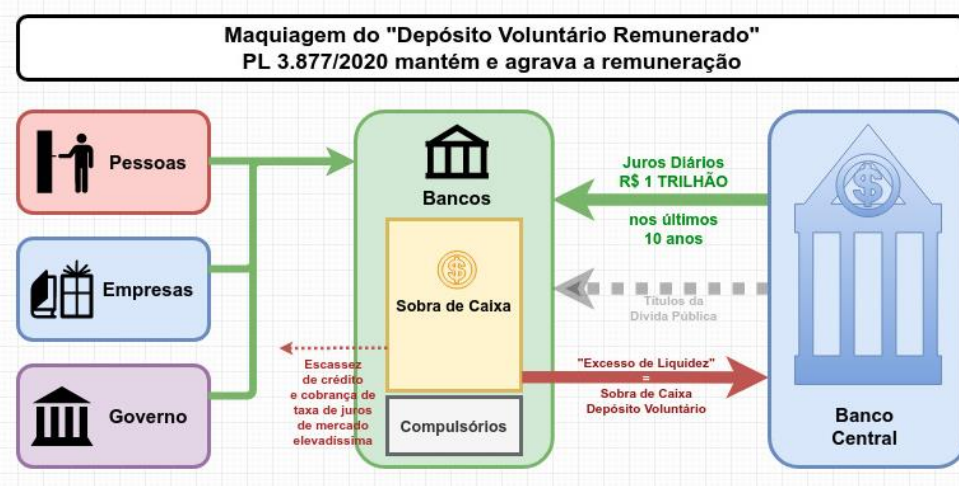 Maquiagem do "Depósito Voluntário Remunerado"
PL 3.877/2020 mantém e agrava a remuneração
Pessoas
Empresas
Governo
Bancos
Sobra de Caixa
Compulsórios
Escassez
de crédito
e cobrança de
taxa de juros
de mercado
elevadíssima
Juros Diários
R$ 1 TRILHÃO
nos últimos
10 anos
Títulos da
Dívida Pública
"Excesso de Liquidez"
=
Sobra de Caixa
Depósito Voluntário
Banco
Central